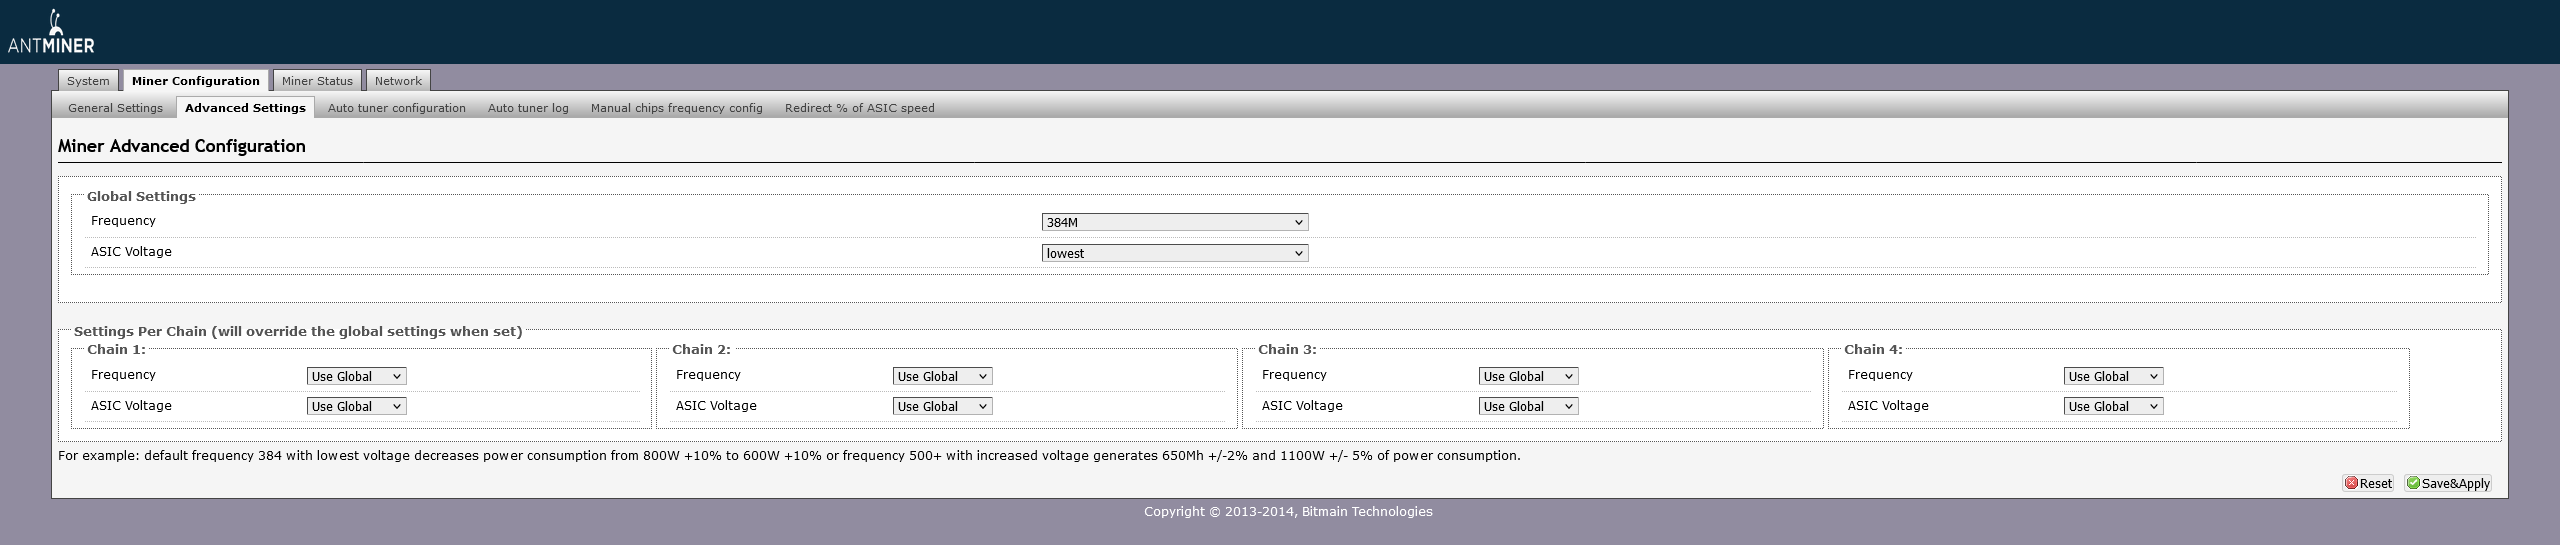 ANTMINER
System Miner Configuration Miner Status Network
General Settings Advanced Settings Auto tuner configuration Auto tuner log Manual chips frequency config Redirect % of ASIC speed
Miner Advanced Configuration
Global Settings
Frequency 384M
ASIC Voltage lowest
Settings Per Chain (will override the global settings when set)
Chain 1: Chain 2: Chain 3: Chain 4:
Frequency Use Global Frequency Use Global Frequency Use Global Frequency Use Global
ASIC Voltage Use Global ASIC Voltage Use Global ASIC Voltage Use Global ASIC Voltage Use Global
For example: default frequency 384 with lowest voltage decreases power consumption from 800W +10% to 600W +10% or frequency 500+ with increased voltage generates 650Mh +/-2% and 1100W +/- 5% of power consumption.
Reset Save&Apply
Copyright © 2013-2014, Bitmain Technologies